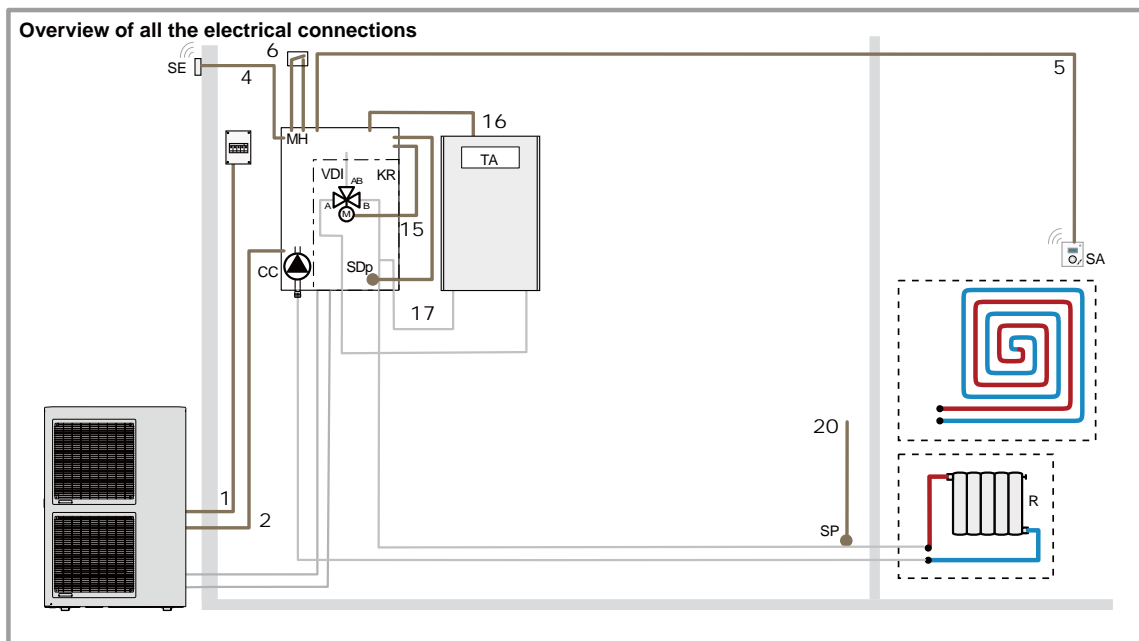 Overview of all the electrical connections
6
SE
4
5
16
MH
TA
VDI
AB
KR
A
B
M
15
SA
CC
SDp
17
20
1
R
2
SP